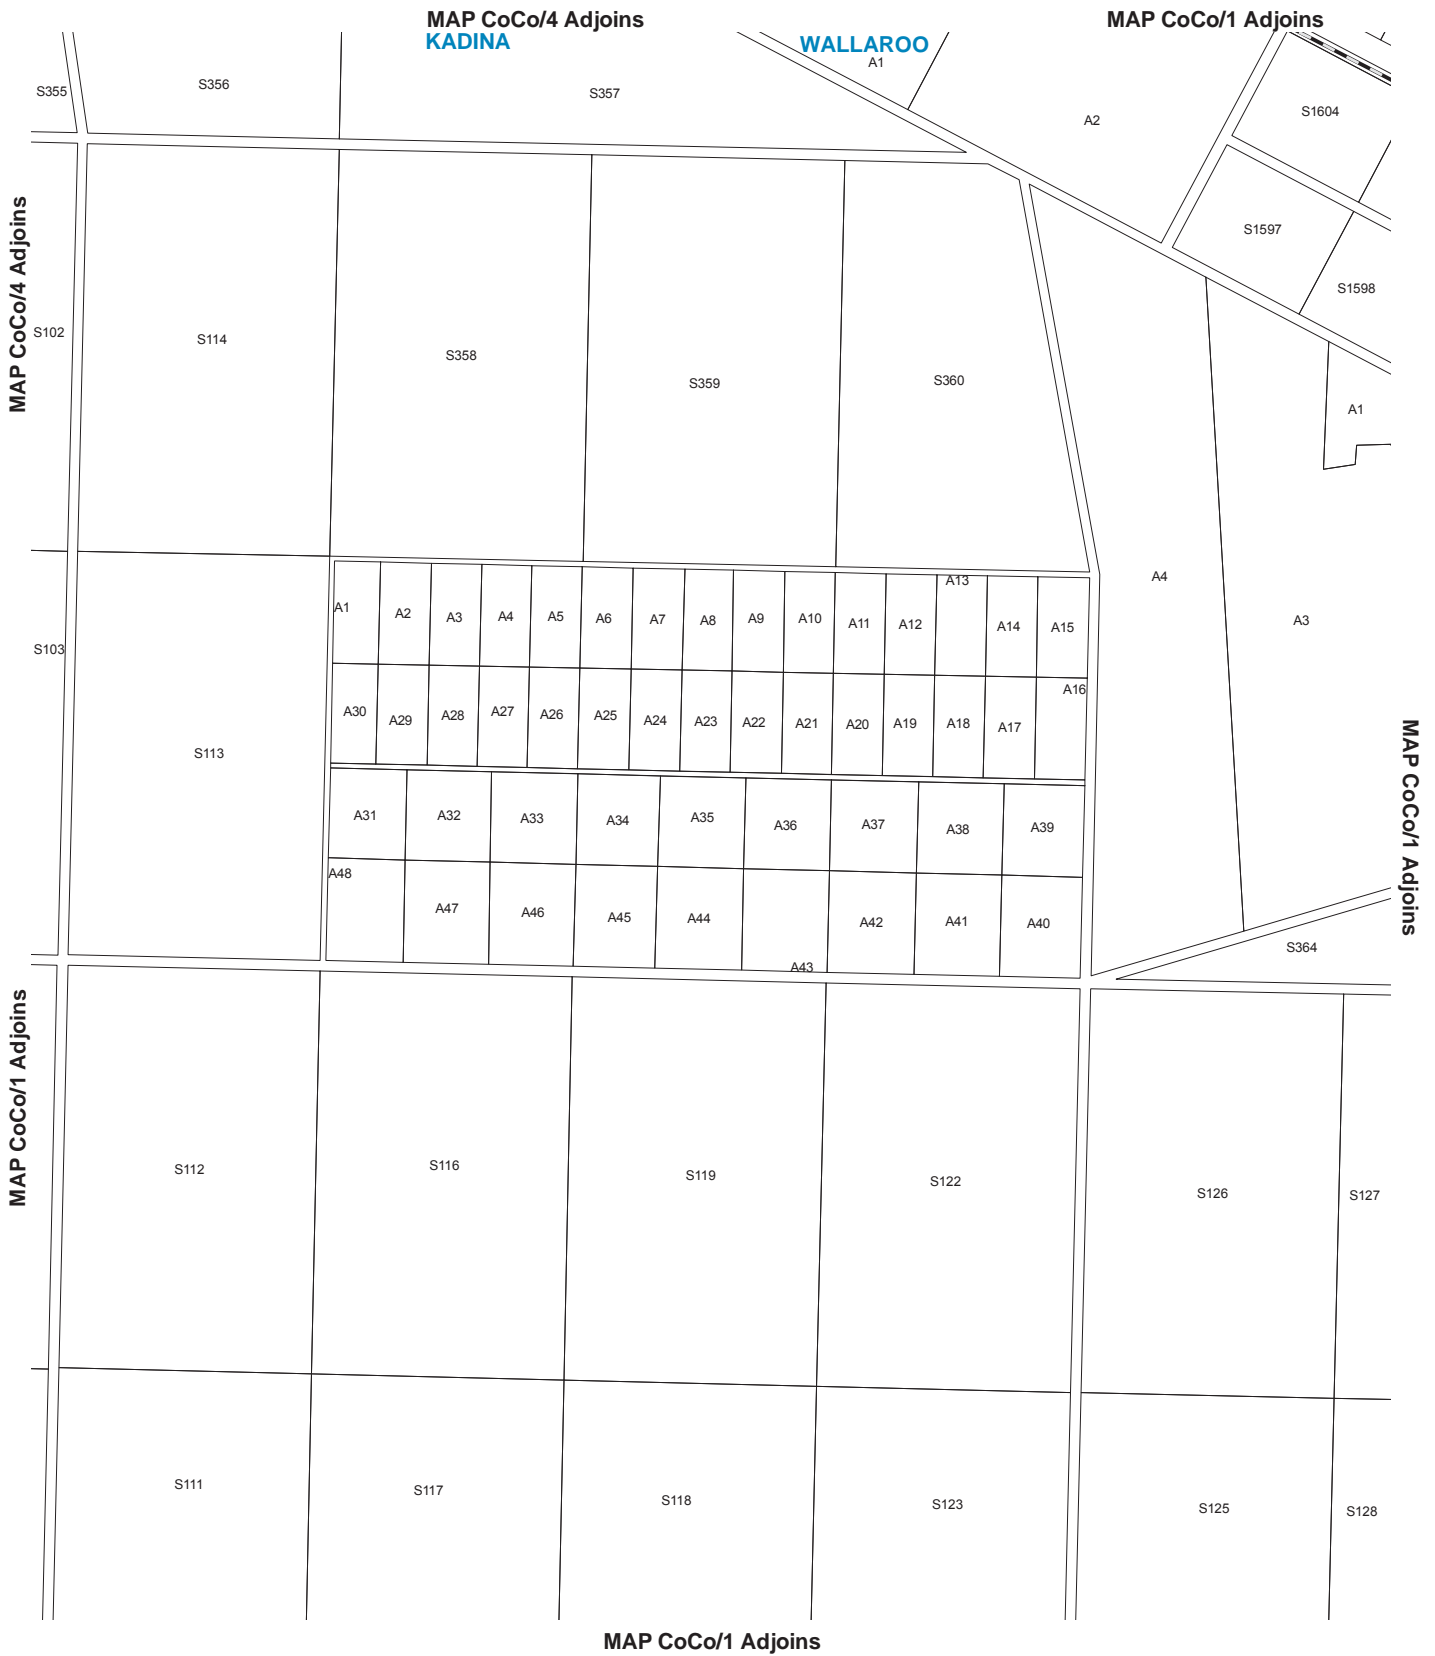 MAP CoCo/4 Adjoins
MAP CoCo/1 Adjoins
KADINA
WALLAROO
A1
S355
S356
S357
A2
S1604
MAP CoCo/4 Adjoins
S1597
S1598
S102
S114
S358
S359
S360
A1
A4
A3
S103
S113
A1
A2
A3
A4
A5
A6
A7
A8
A9
A10
A11
A12
A13
A14
A15
A30
A29
A28
A27
A26
A25
A24
A23
A22
A21
A20
A19
A18
A17
A16
MAP CoCo/1 Adjoins
A31
A32
A33
A34
A35
A36
A37
A38
A39
A48
A47
A46
A45
A44
A43
A42
A41
A40
S364
MAP CoCo/1 Adjoins
S112
S116
S119
S122
S126
S127
S111
S117
S118
S123
S125
S128
MAP CoCo/1 Adjoins